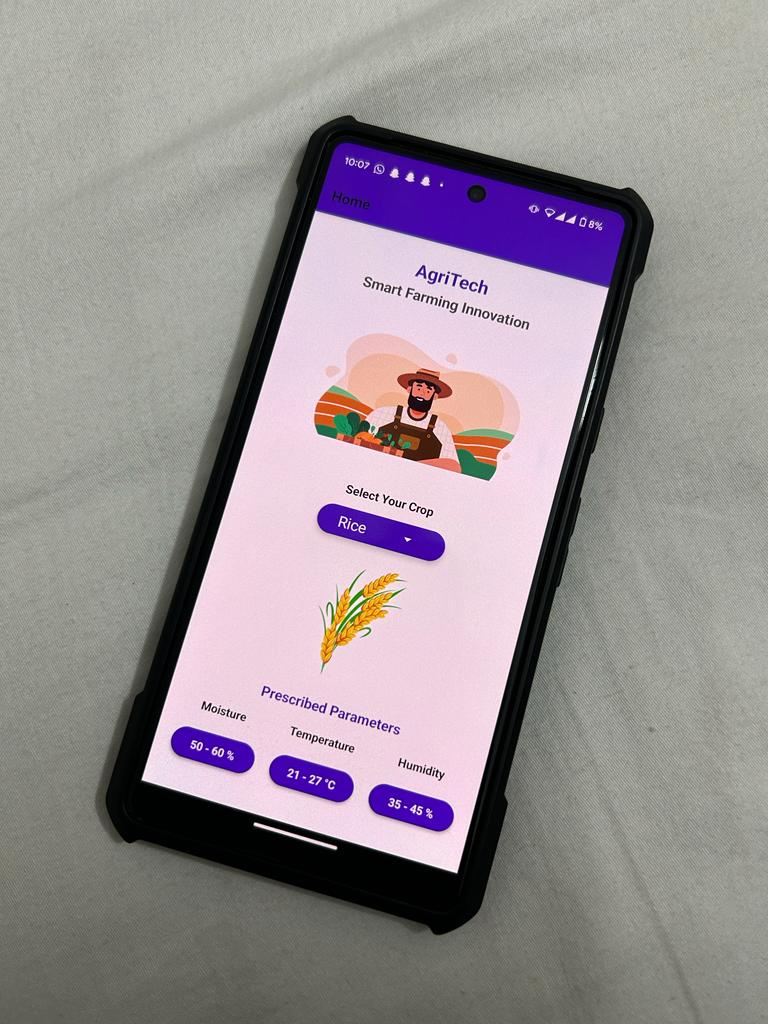 10:07
8%
Home
AgriTech
Smart Farming Innovation
Select Your Crop
Rice
Prescribed Parameters
Moisture
Temperature
Humidity
50 - 60 %
21 - 27 °C
35 - 45 %